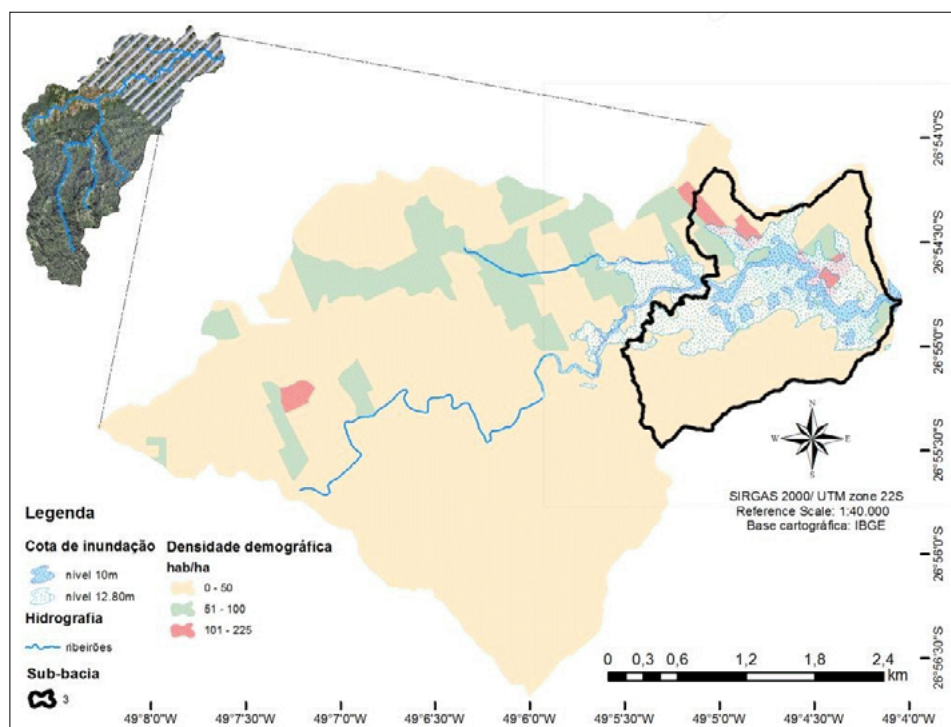 26°54'0"S
26°54'30"S
26°55'0"S
26°55'30"S
26°56'0"S
26°56'30"S
N
W
E
S
SIRGAS 2000/ UTM zone 22S
Reference Scale: 1:40.000
Base cartográfica: IBGE
Legenda
Cota de inundação
nível 10m
nível 12.80m
Hidrografia
ribeirões
Sub-bacia
3
Densidade demográfica
hab/ha
0 - 50
51 - 100
101 - 225
0 0,3 0,6 1,2 1,8 2,4
km
49°8'0"W 49°7'30"W 49°7'0"W 49°6'30"W 49°6'0"W 49°5'30"W 49°5'0"W 49°4'30"W 49°4'0"W